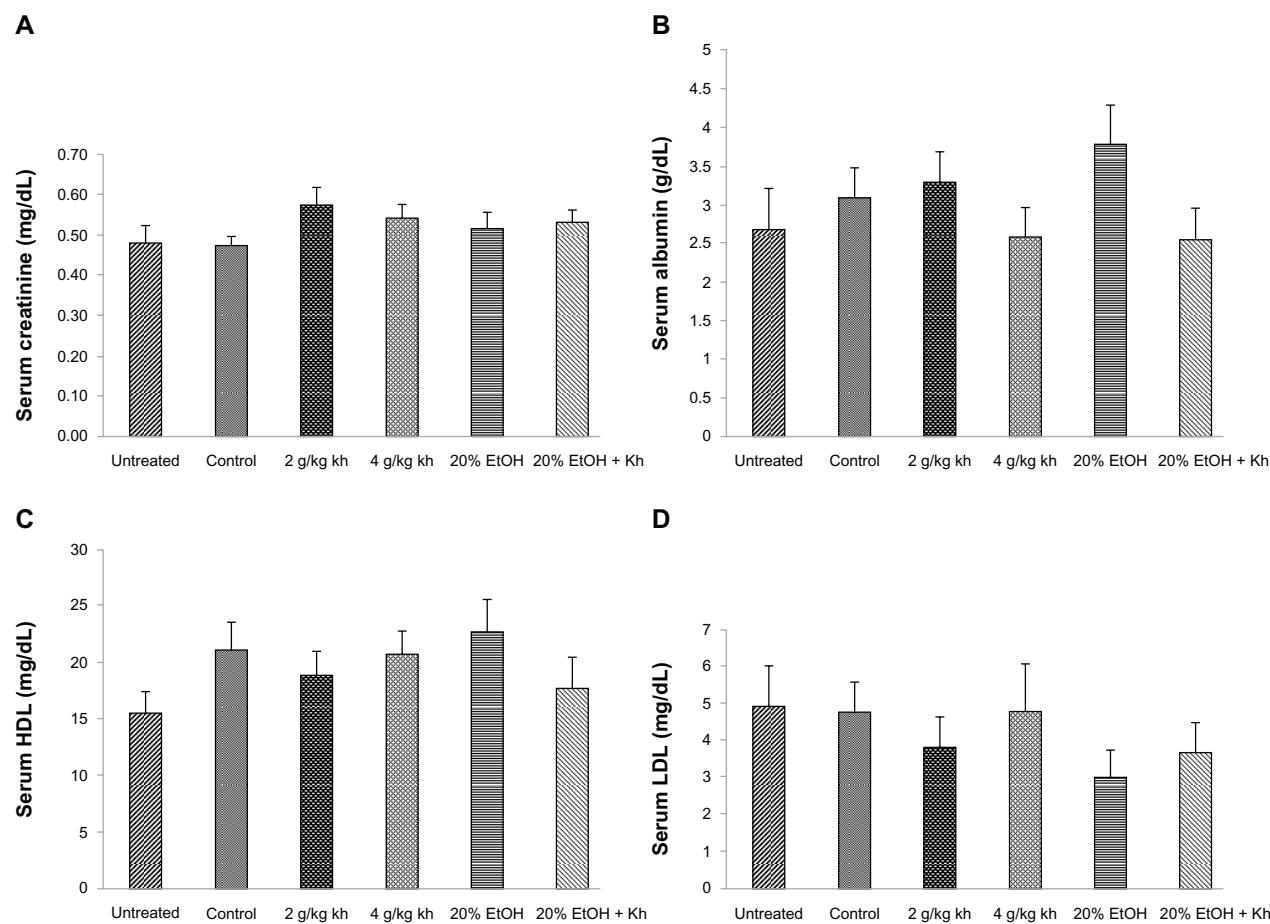 A
Serum creatinine (mg/dL)
0.70
0.60
0.50
0.40
0.30
0.20
0.10
0.00
Untreated Control 2 g/kg kh 4 g/kg kh 20% EtOH 20% EtOH + Kh
B
Serum albumin (g/dL)
5
4.5
4
3.5
3
2.5
2
1.5
1
0.5
0
Untreated Control 2 g/kg kh 4 g/kg kh 20% EtOH 20% EtOH + Kh
C
Serum HDL (mg/dL)
30
25
20
15
10
5
0
Untreated Control 2 g/kg kh 4 g/kg kh 20% EtOH 20% EtOH + Kh
D
Serum LDL (mg/dL)
7
6
5
4
3
2
1
0
Untreated Control 2 g/kg kh 4 g/kg kh 20% EtOH 20% EtOH + Kh